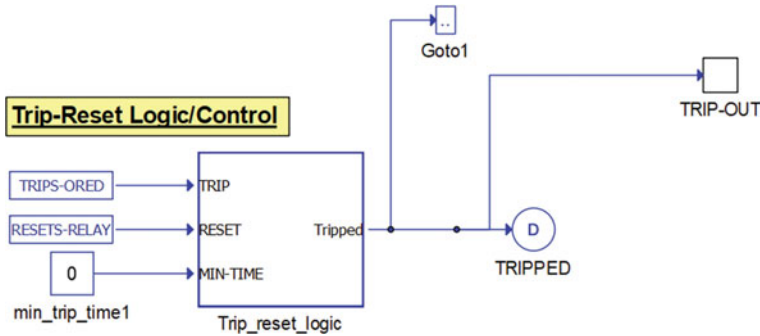 ..
Goto1
TRIP-OUT
Trip-Reset Logic/Control
TRIPS-ORED
TRIP
RESETS-RELAY
RESET
Tripped
D
0
MIN-TIME
TRIPPED
min_trip_time1
Trip_reset_logic